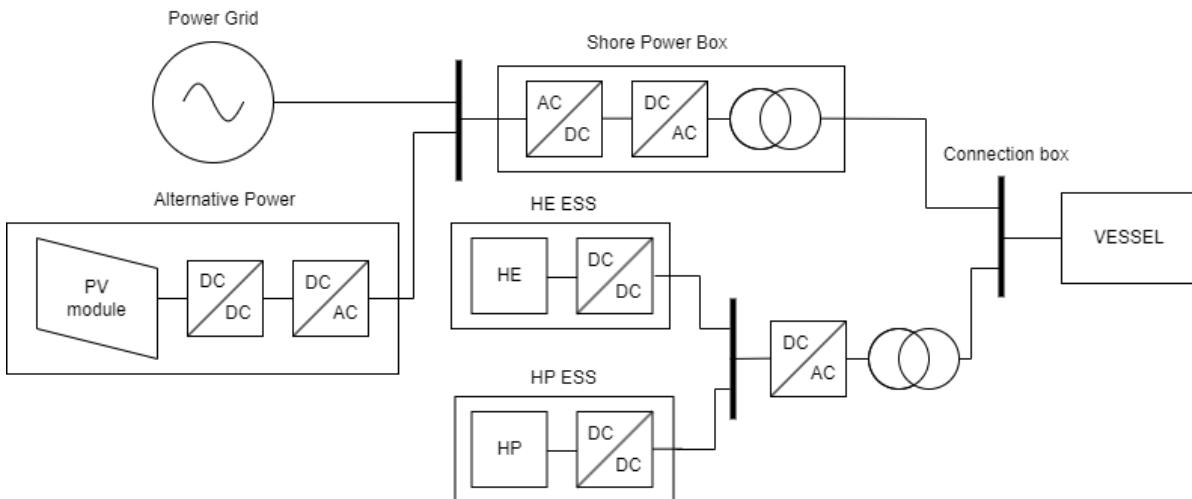 Power Grid
Shore Power Box
AC
DC
DC
AC
Connection box
VESSEL
Alternative Power
PV
module
DC
DC
DC
AC
HE ESS
HE
DC
DC
DC
AC
HP ESS
HP
DC
DC